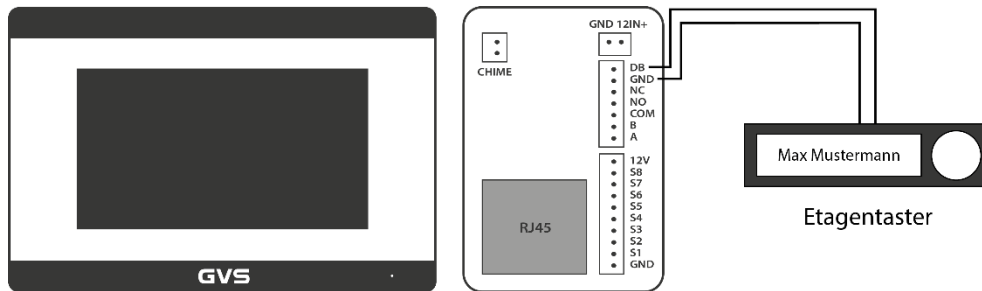 GVS
GND 12IN+
CHIME
DB
GND
NC
NO
COM
B
A
12V
S8
S7
S6
S5
S4
S3
S2
S1
GND
RJ45
Max Mustermann
Etagentaster